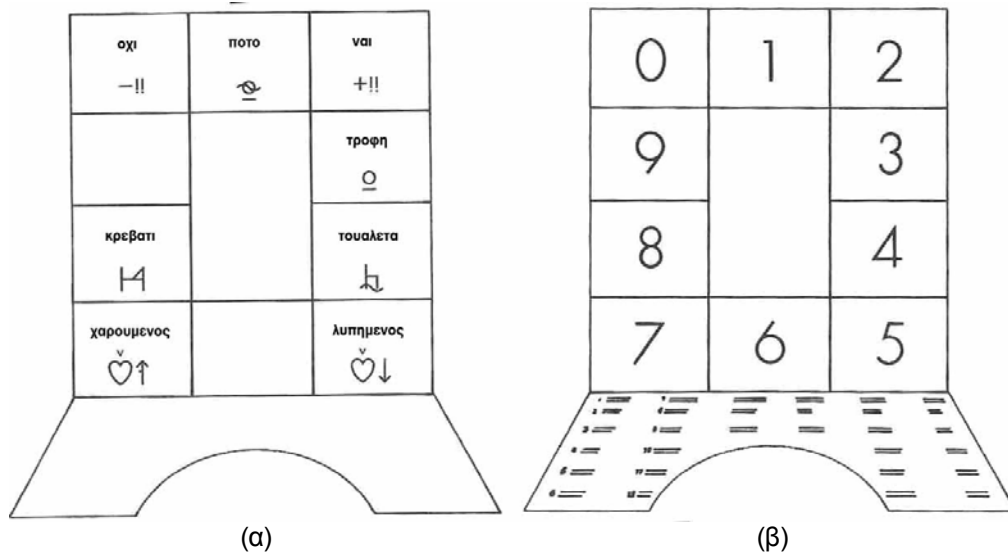 οχι ποτο ναι
−!! +!!
τροφη
κρεβατι τουαλετα
χαρουμενος λυπημενος
0 1 2
9 3
8 4
7 6 5
(α) (β)